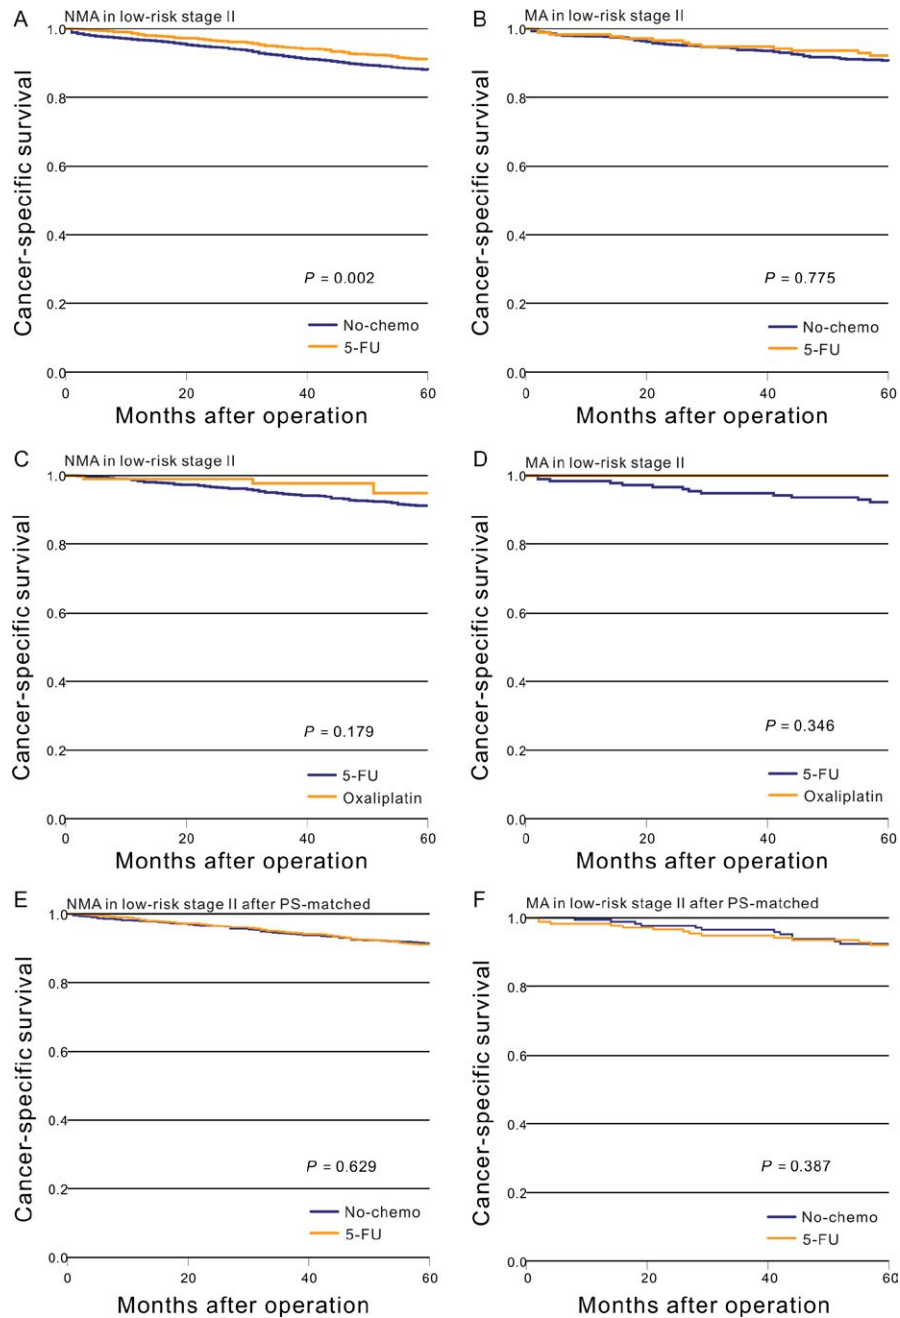 A
NMA in low-risk stage II
Cancer-specific survival
1.0
0.8
0.6
0.4
0.2
0.0
P = 0.002
No-chemo
5-FU
0
20
40
60
Months after operation
B
MA in low-risk stage II
Cancer-specific survival
1.0
0.8
0.6
0.4
0.2
0.0
P = 0.775
No-chemo
5-FU
0
20
40
60
Months after operation
C
NMA in low-risk stage II
Cancer-specific survival
1.0
0.8
0.6
0.4
0.2
0.0
P = 0.179
5-FU
Oxaliplatin
0
20
40
60
Months after operation
D
MA in low-risk stage II
Cancer-specific survival
1.0
0.8
0.6
0.4
0.2
0.0
P = 0.346
5-FU
Oxaliplatin
0
20
40
60
Months after operation
E
NMA in low-risk stage II after PS-matched
Cancer-specific survival
1.0
0.8
0.6
0.4
0.2
0.0
P = 0.629
No-chemo
5-FU
0
20
40
60
Months after operation
F
MA in low-risk stage II after PS-matched
Cancer-specific survival
1.0
0.8
0.6
0.4
0.2
0.0
P = 0.387
No-chemo
5-FU
0
20
40
60
Months after operation